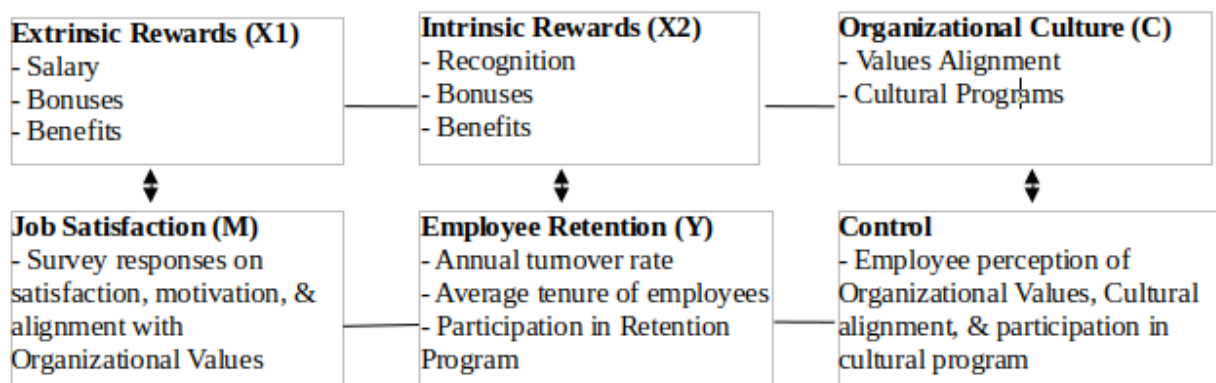 Extrinsic Rewards (X1)
- Salary
- Bonuses
- Benefits
Intrinsic Rewards (X2)
- Recognition
- Bonuses
- Benefits
Organizational Culture (C)
- Values Alignment
- Cultural Programs
Job Satisfaction (M)
- Survey responses on
satisfaction, motivation, &
alignment with
Organizational Values
Employee Retention (Y)
- Annual turnover rate
- Average tenure of employees
- Participation in Retention
Program
Control
- Employee perception of
Organizational Values, Cultural
alignment, & participation in
cultural program